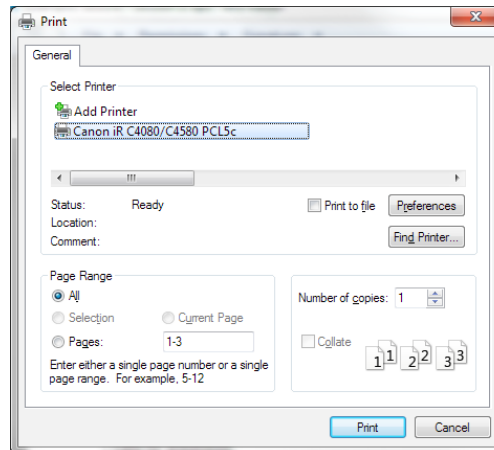 Print
General
Select Printer
Add Printer
Canon iR C4080/C4580 PCL5c
Status: Ready
Print to file
Preferences
Location:
Comment:
Find Printer...
Page Range
All
Selection
Current Page
Pages: 1-3
Enter either a single page number or a single
page range. For example, 5-12
Number of copies: 1
Collate
1 1 2 2 3 3
Print
Cancel